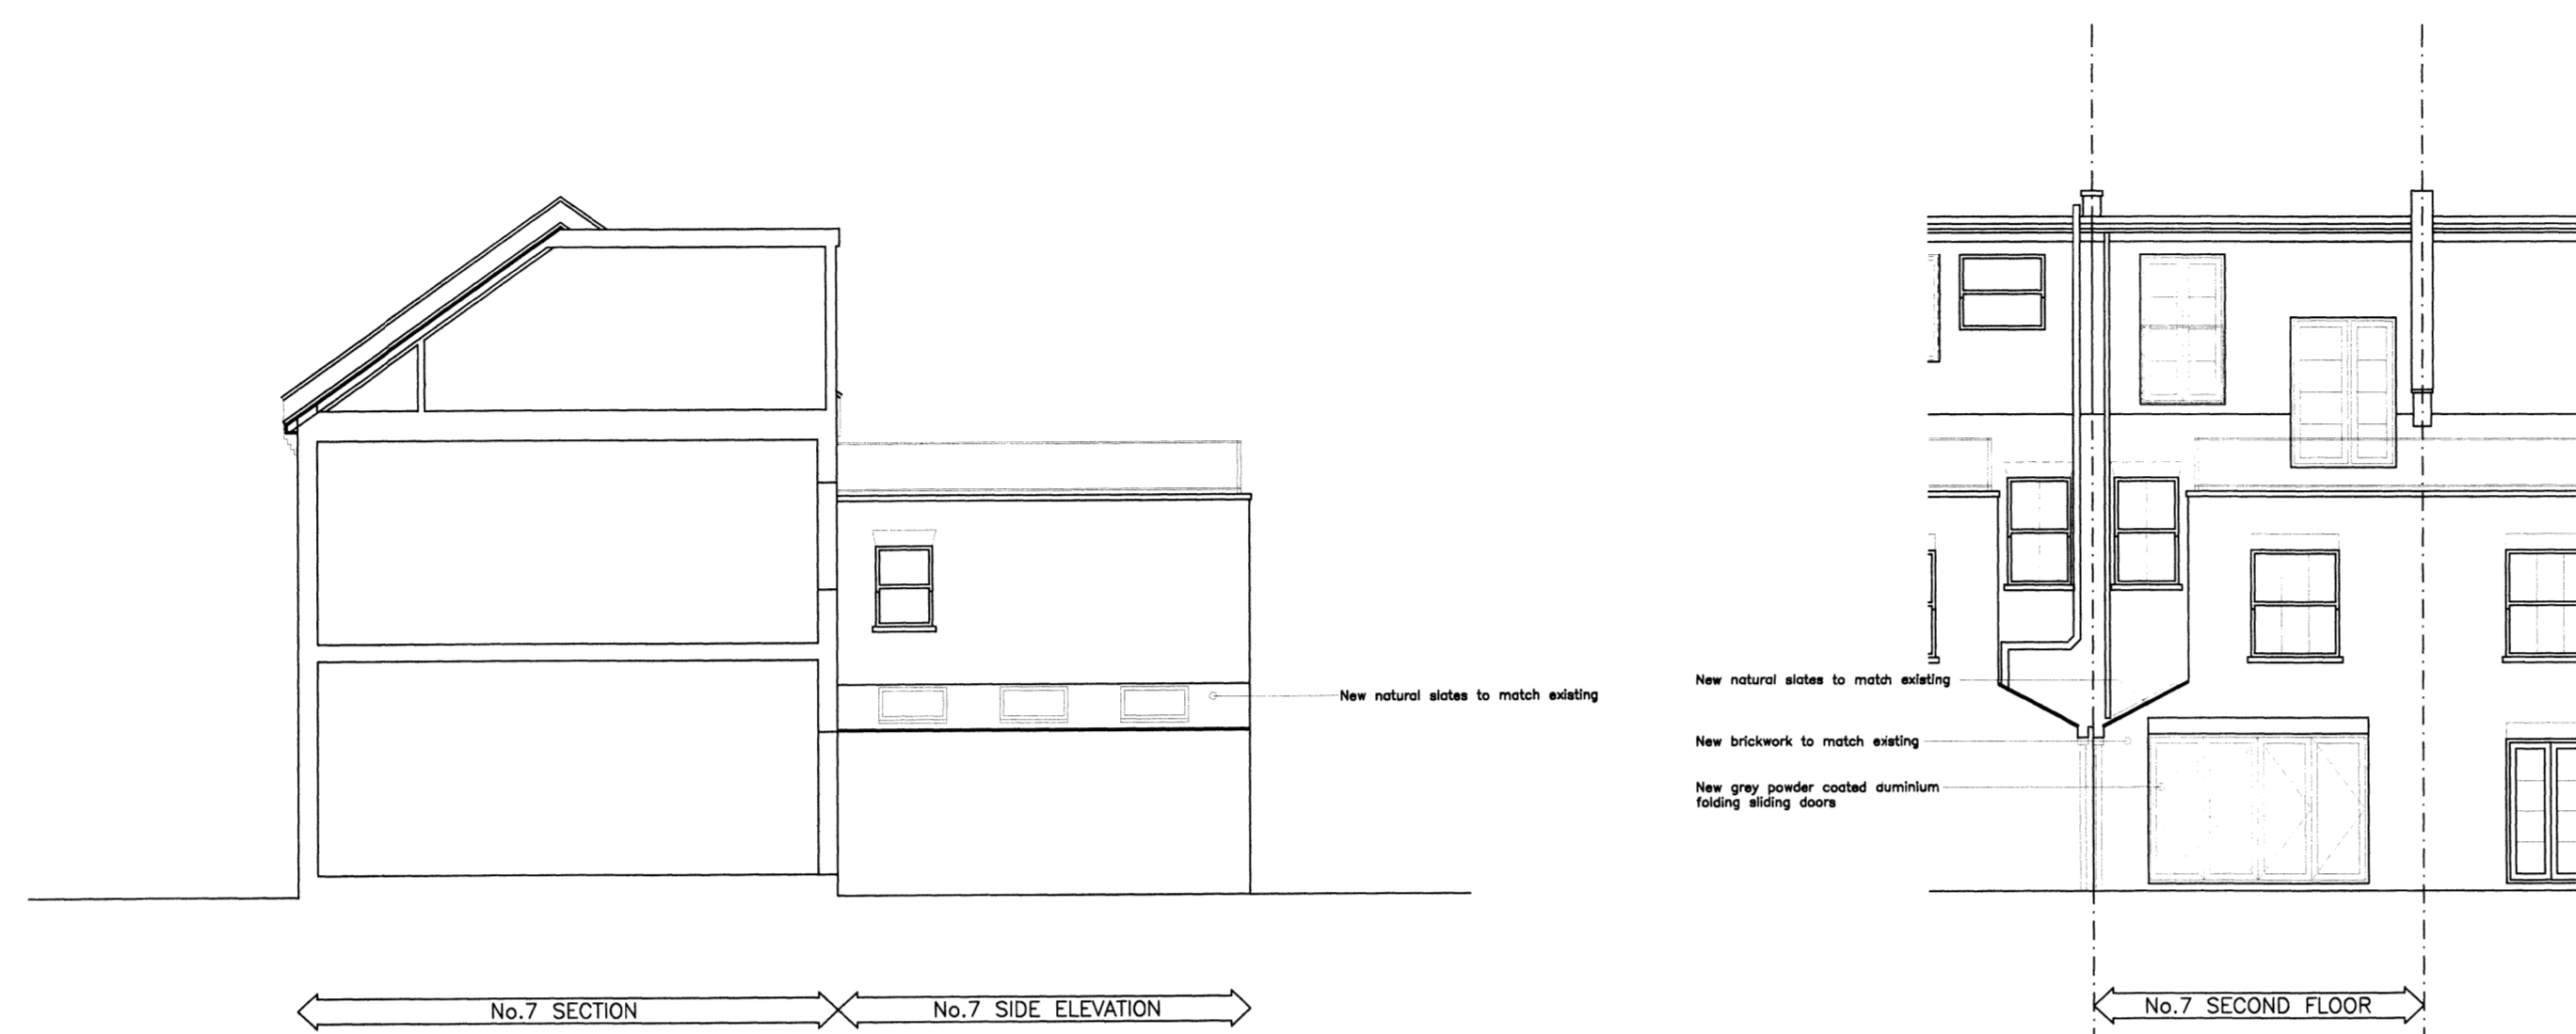 New natural slates to match existing
New natural slates to match existing
New brickwork to match existing
New grey powder coated duminium
folding sliding doors
No.7 SECTION
No.7 SIDE ELEVATION
No.7 SECOND FLOOR